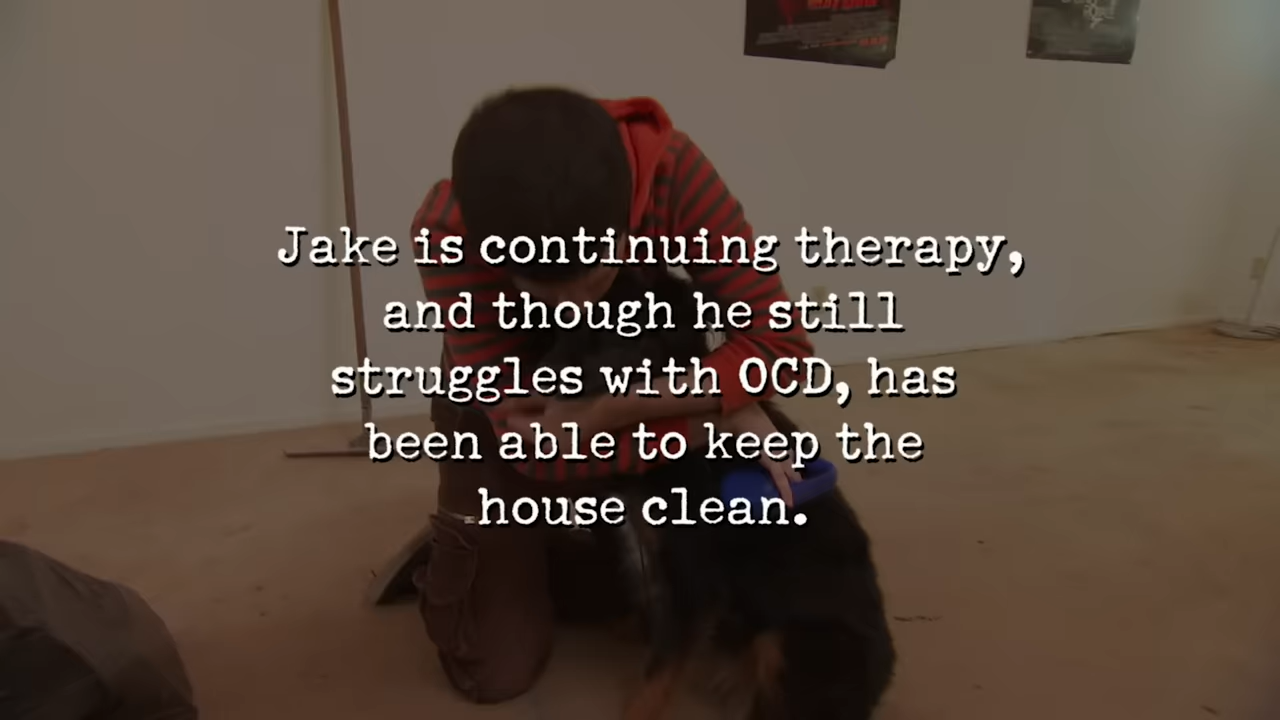 Jake is continuing therapy,
and though he still
struggles with OCD, has
been able to keep the
house clean.